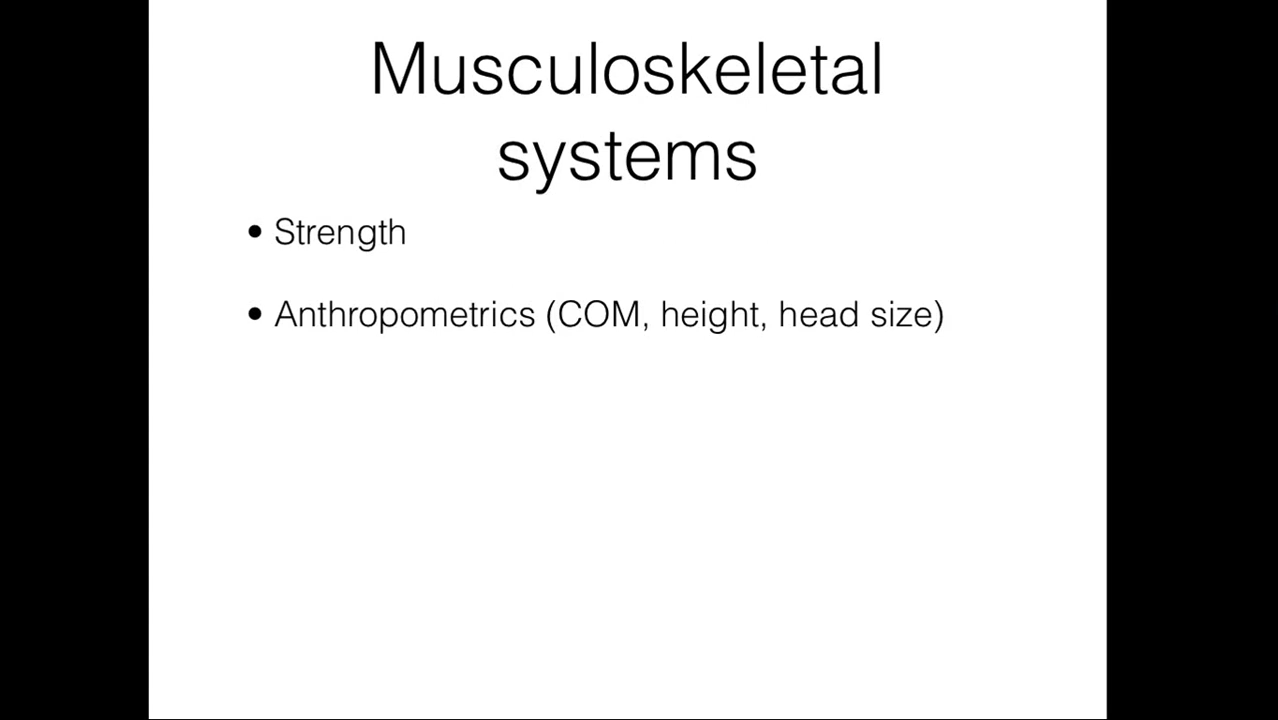 Musculoskeletal
systems
• Strength
• Anthropometrics (COM, height, head size)